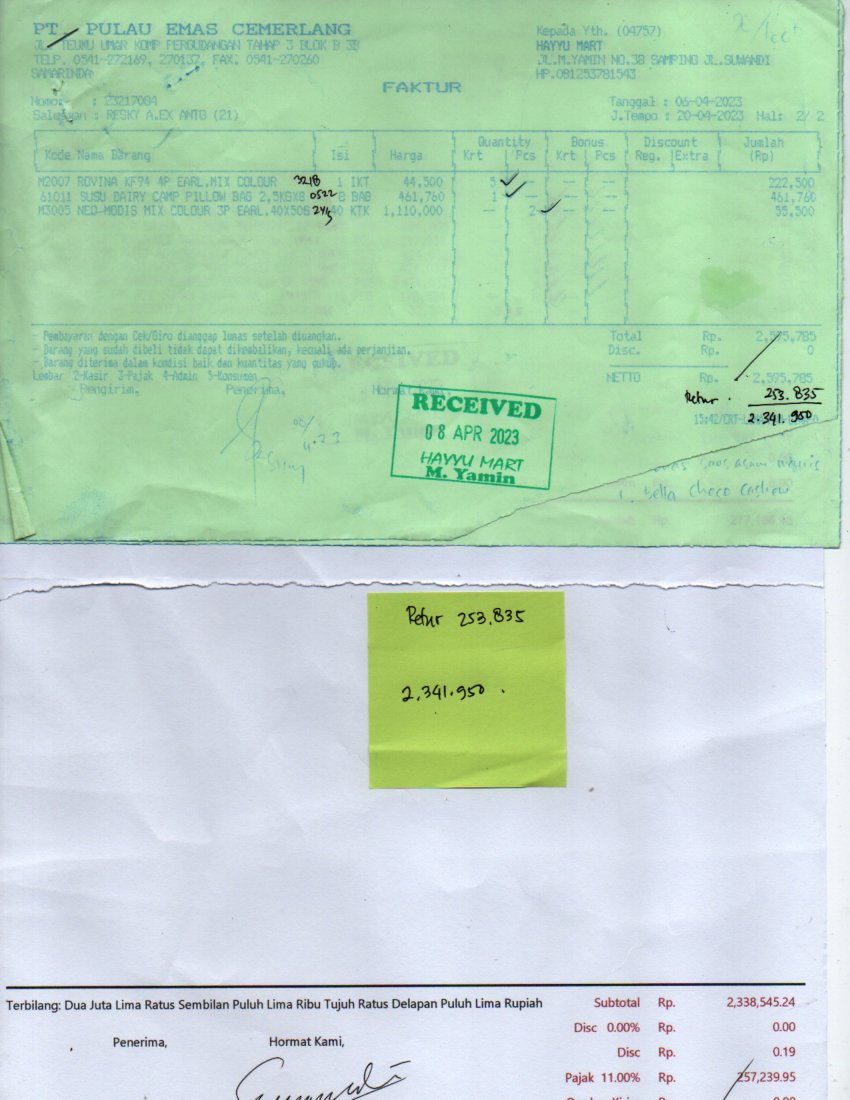 PT. PULAU EMAS CEMERLANG
JL. TEUKU UMAR KOMP PERGUDANGAN TAHAP 3 BLOK B 3B
TELP. 0541-272169, 270137, FAX. 0541-270260
SAMARINDA
Kepada Yth. (04757)
HAYYU MART
JL.M.YAMIN NO.38 SAMPING JL.SUWANDI
HP.081253781543
FAKTUR
Nomor : 23217084
Salesman : RESKY A.EX ANTG (21)
Tanggal : 06-04-2023
J.Tempo : 20-04-2023 Hal: 2/ 2
Quantity Bonus Discount Jumlah
Kode Nama Barang Isi Harga Krt Pcs Krt Pcs Reg. Extra (Rp)
M2007 ROVINA KF94 4P EARL.MIX COLOUR 3218 1 IKT 44,500 5 — — — 222,500
61011 SUSU DAIRY CAMP PILLOW BAG 2,5KGX8 0522 8 BAG 461,760 1 — — — 461,760
M3005 NEO MODIS MIX COLOUR 3P EARL.40X50S 40 KTK 1,110,000 — 2 — — 55,500
- Pembayaran dengan Cek/Giro dianggap lunas setelah diuangkan.
- Barang yang sudah dibeli tidak dapat dikembalikan, kecuali ada perjanjian.
- Barang diterima dalam kondisi baik dan kuantitas yang cukup.
Lembar 2-Kasir 3-Pajak 4-Admin 5-Konsumen
Total Rp. 2,595,785
Disc. Rp. 0
NETTO Rp. 2,595,785
Pengirim, Penerima, Hormat Kami,
Retur . 253.835
2.341.950
RECEIVED
08 APR 2023
HAYYU MART
M. Yamin
1. bella choco cashew
Retur 253.835
2.341.950 .
Terbilang: Dua Juta Lima Ratus Sembilan Puluh Lima Ribu Tujuh Ratus Delapan Puluh Lima Rupiah
Subtotal Rp. 2,338,545.24
Disc 0.00% Rp. 0.00
Disc Rp. 0.19
Pajak 11.00% Rp. 257,239.95
Penerima, Hormat Kami,